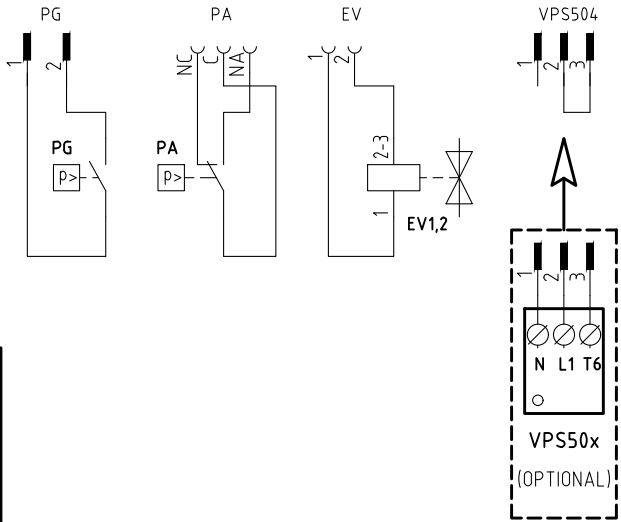 PG PA EV VPS504
1 2 NC C NA 1 2 1 2 3
PG PA 2-3
p> p>
1
EV1,2
1 2 3
N L1 T6
VPS50x
(OPTIONAL)